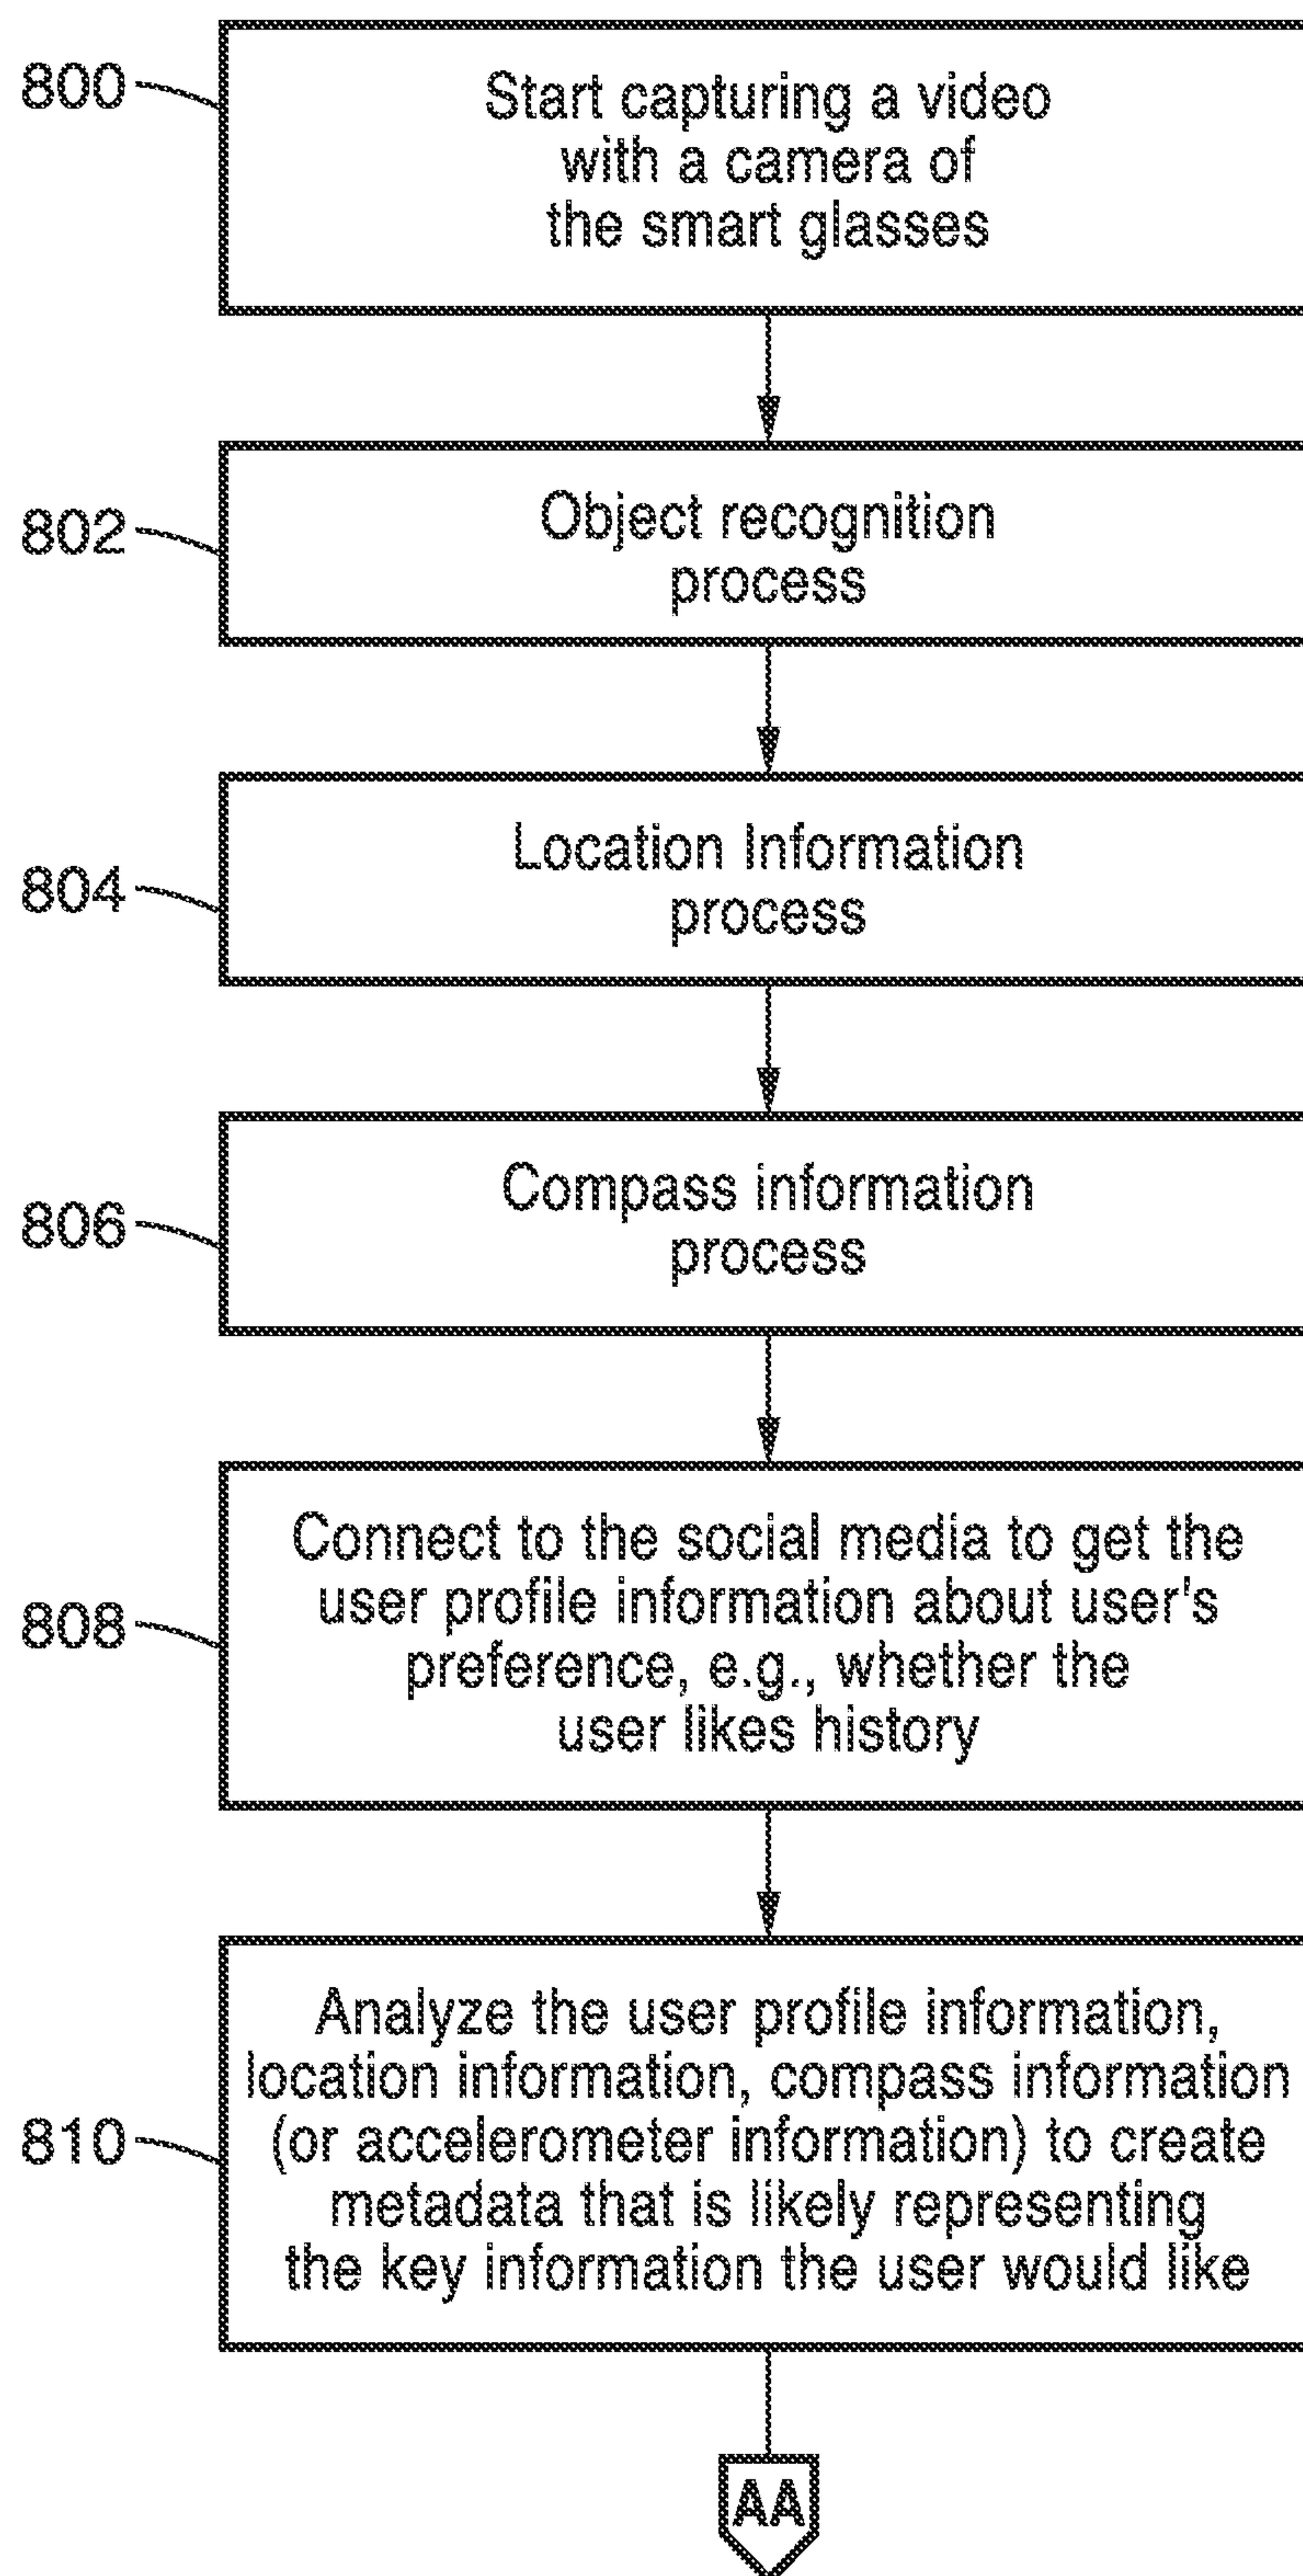 800
Start capturing a video
with a camera of
the smart glasses
802
Object recognition
process
804
Location Information
process
806
Compass information
process
808
Connect to the social media to get the
user profile information about user's
preference, e.g., whether the
user likes history
810
Analyze the user profile information,
location information, compass information
(or accelerometer information) to create
metadata that is likely representing
the key information the user would like
AA